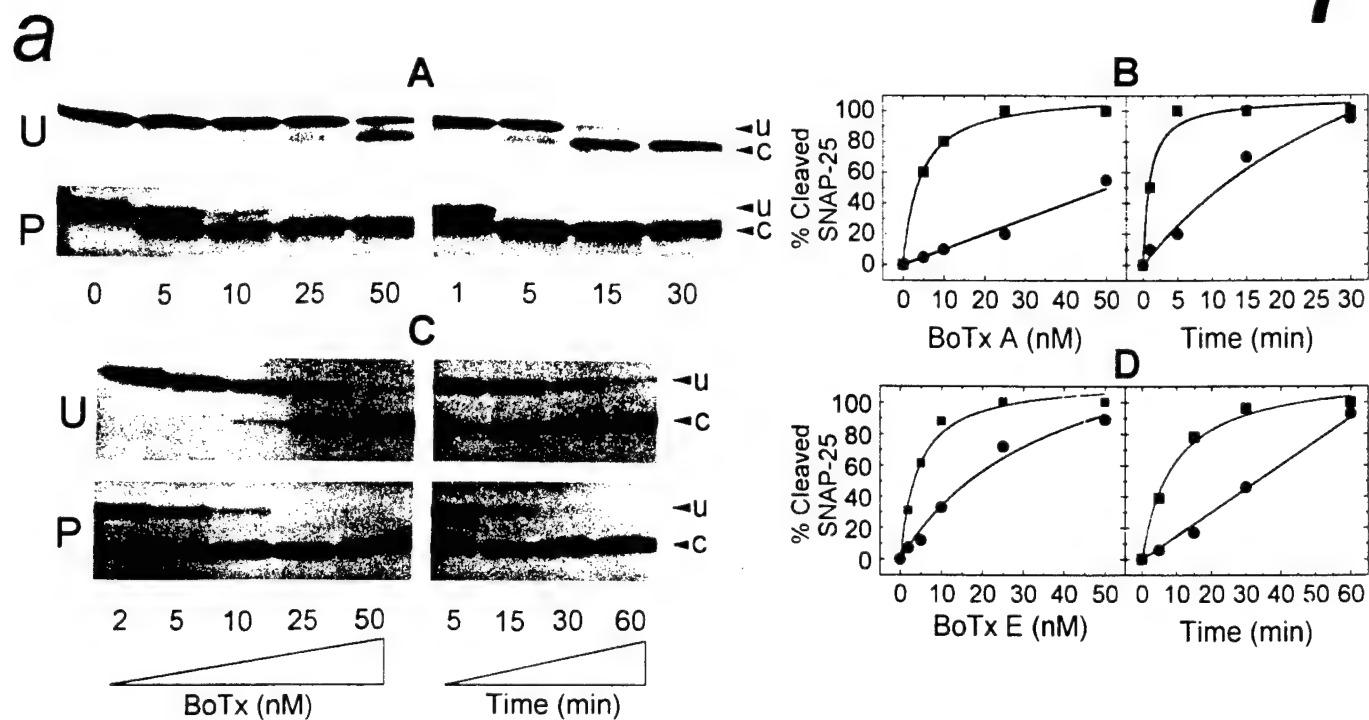 a
A
U
u
c
P
u
c
0 5 10 25 50 1 5 15 30
C
U
u
c
P
u
c
2 5 10 25 50 5 15 30 60
BoTx (nM) Time (min)
B
% Cleaved
SNAP-25
100
80
60
40
20
0
0 10 20 30 40 50 0 5 10 15 20 30
BoTx A (nM) Time (min)
D
% Cleaved
SNAP-25
100
80
60
40
20
0
0 10 20 30 40 50 0 10 20 30 40 50 60
BoTx E (nM) Time (min)